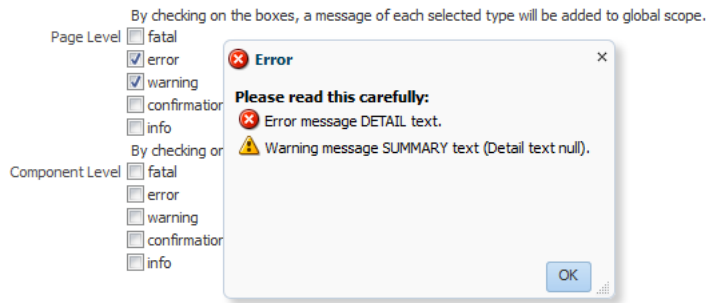 By checking on the boxes, a message of each selected type will be added to global scope.
Page Level fatal
error
warning
confirmation
info
By checking or
Component Level fatal
error
warning
confirmation
info
Error
Please read this carefully:
Error message DETAIL text.
Warning message SUMMARY text (Detail text null).
OK